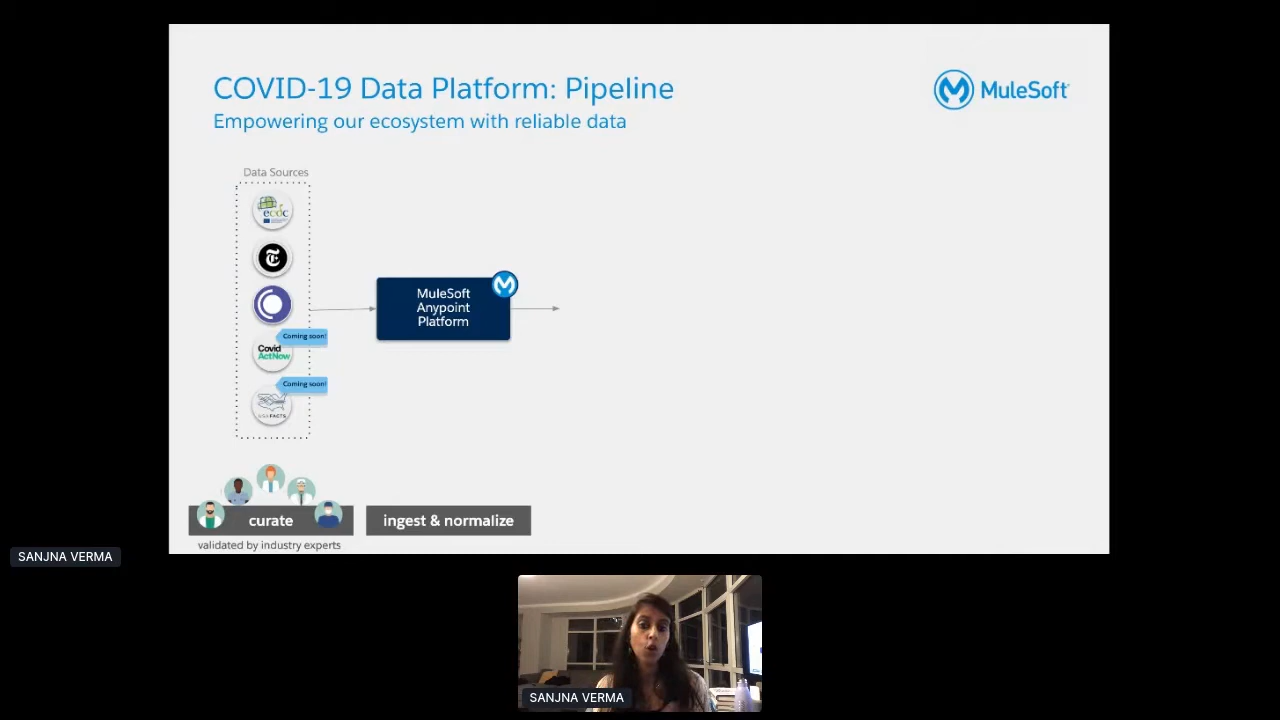 COVID-19 Data Platform: Pipeline
MuleSoft
Empowering our ecosystem with reliable data
Data Sources
ecdc
T
Coming soon!
Covid
ActNow
Coming soon!
USAFACTS
MuleSoft
Anypoint
Platform
curate
ingest & normalize
validated by industry experts
SANJNA VERMA
SANJNA VERMA